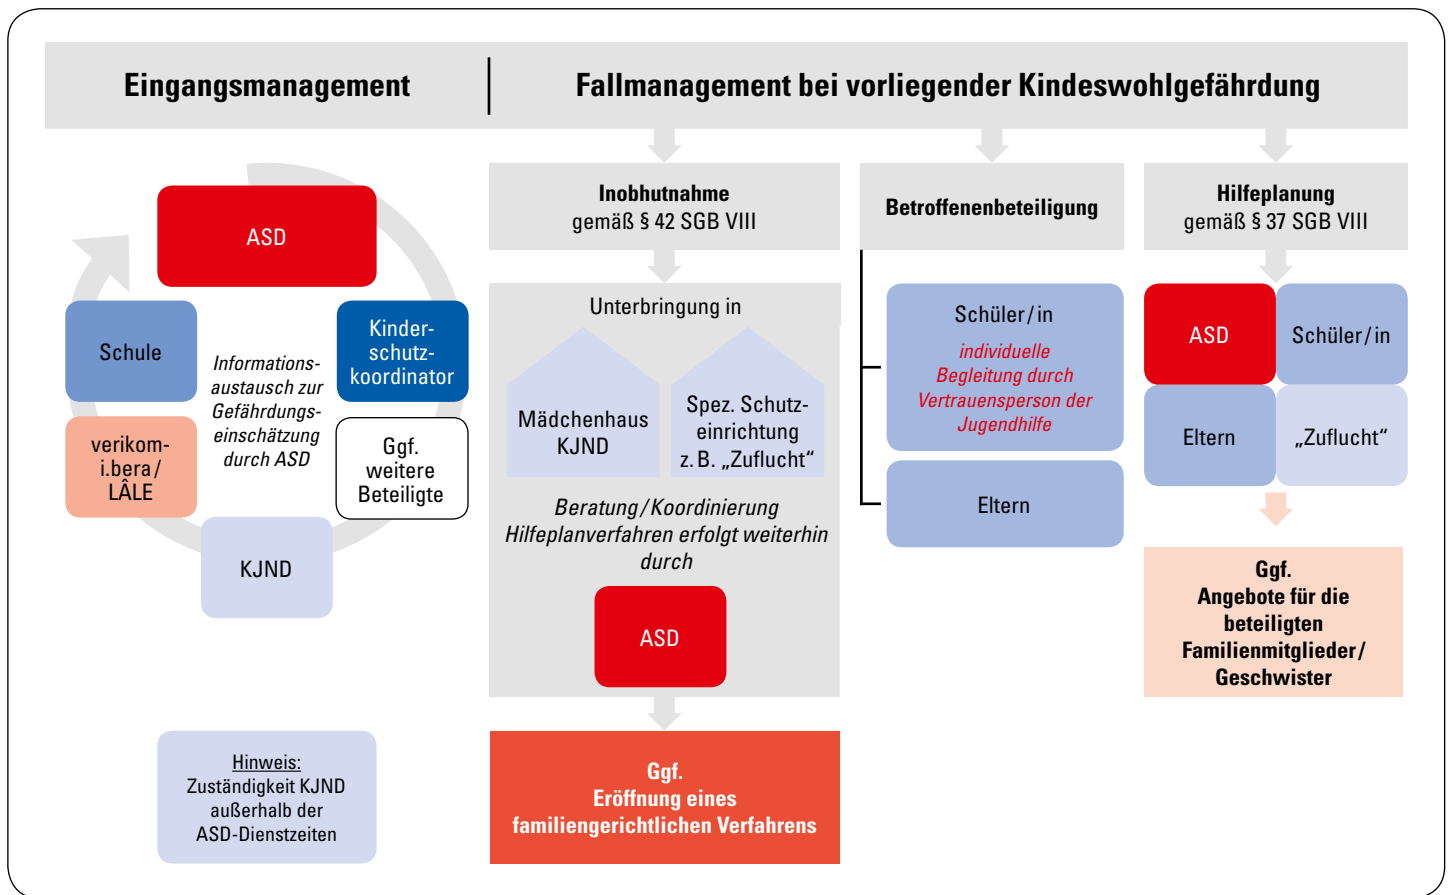 Eingangsmanagement
Fallmanagement bei vorliegender Kindeswohlgefährdung
ASD
Schule
Kinder-
schutz-
koordinator
Informations-
austausch zur
Gefährdungs-
einschätzung
durch ASD
verikom-
i.bera /
LÂLE
Ggf.
weitere
Beteiligte
KJND
Hinweis:
Zuständigkeit KJND
außerhalb der
ASD-Dienstzeiten
Inobhutnahme
gemäß § 42 SGB VIII
Unterbringung in
Mädchenhaus
KJND
Spez. Schutz-
einrichtung
z. B. „Zuflucht“
Beratung / Koordinierung
Hilfeplanverfahren erfolgt weiterhin
durch
ASD
Ggf.
Eröffnung eines
familiengerichtlichen Verfahrens
Betroffenenbeteiligung
Schüler / in
individuelle
Begleitung durch
Vertrauensperson der
Jugendhilfe
Eltern
Hilfeplanung
gemäß § 37 SGB VIII
ASD
Schüler / in
Eltern
„Zuflucht“
Ggf.
Angebote für die
beteiligten
Familienmitglieder /
Geschwister